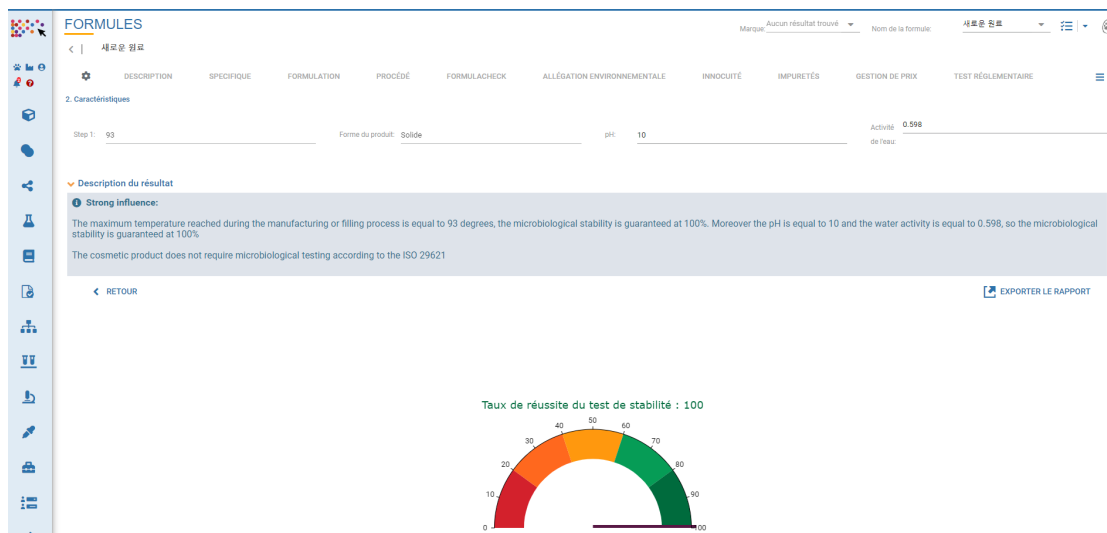 FORMULES
Marque:
Aucun résultat trouvé
Nom de la formule:
새로운 원료
새로운 원료
DESCRIPTION
SPECIFIQUE
FORMULATION
PROCÉDÉ
FORMULACHECK
ALLÉGATION ENVIRONNEMENTALE
INNOCUITÉ
IMPURETÉS
GESTION DE PRIX
TEST RÉGLEMENTAIRE
2. Caractéristiques
Step 1: 93
Forme du produit: Solide
pH: 10
Activité de l'eau: 0.598
Description du résultat
Strong influence:
The maximum temperature reached during the manufacturing or filling process is equal to 93 degrees, the microbiological stability is guaranteed at 100%. Moreover the pH is equal to 10 and the water activity is equal to 0.598, so the microbiological
stability is guaranteed at 100%
The cosmetic product does not require microbiological testing according to the ISO 29621
RETOUR
EXPORTER LE RAPPORT
Taux de réussite du test de stabilité : 100
0
10
20
30
40
50
60
70
80
90
100